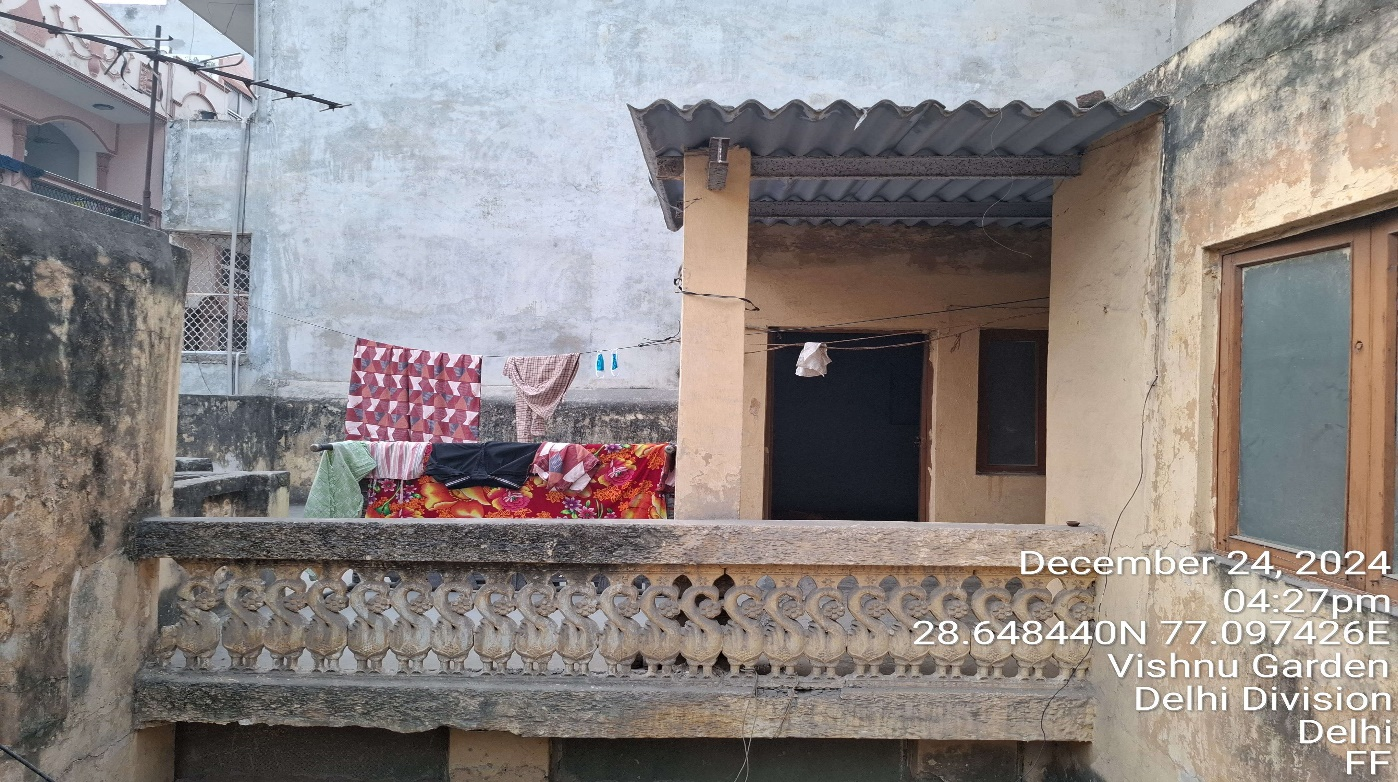 December 24, 2024
04:27pm
28.648440N 77.097426E
Vishnu Garden
Delhi Division
Delhi
FF